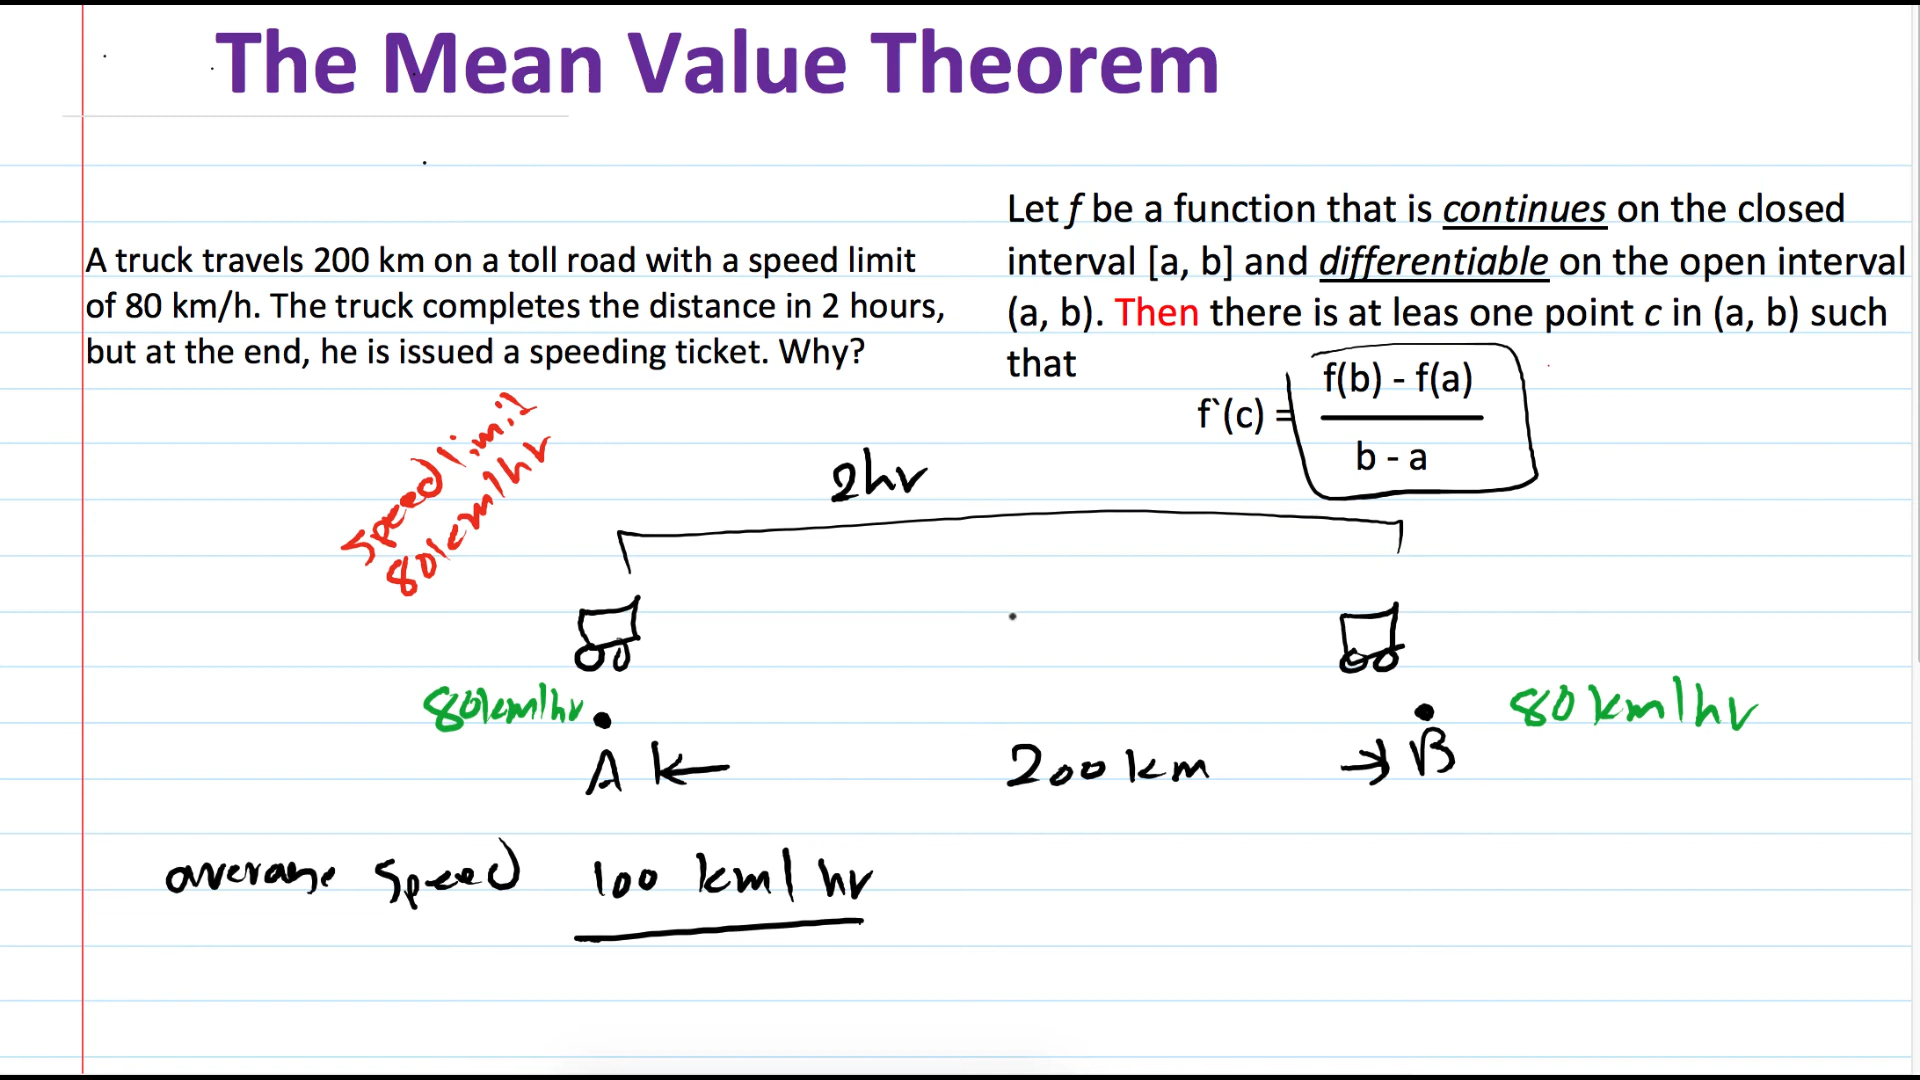 The Mean Value Theorem
A truck travels 200 km on a toll road with a speed limit
of 80 km/h. The truck completes the distance in 2 hours,
but at the end, he is issued a speeding ticket. Why?
Let f be a function that is continues on the closed
interval [a, b] and differentiable on the open interval
(a, b). Then there is at leas one point c in (a, b) such
that
f`(c) = f(b) - f(a)
b - a
speed limit
80km/hr
2hr
80km/hr
80 km/hr
A
200 km
B
average speed 100 km/hr